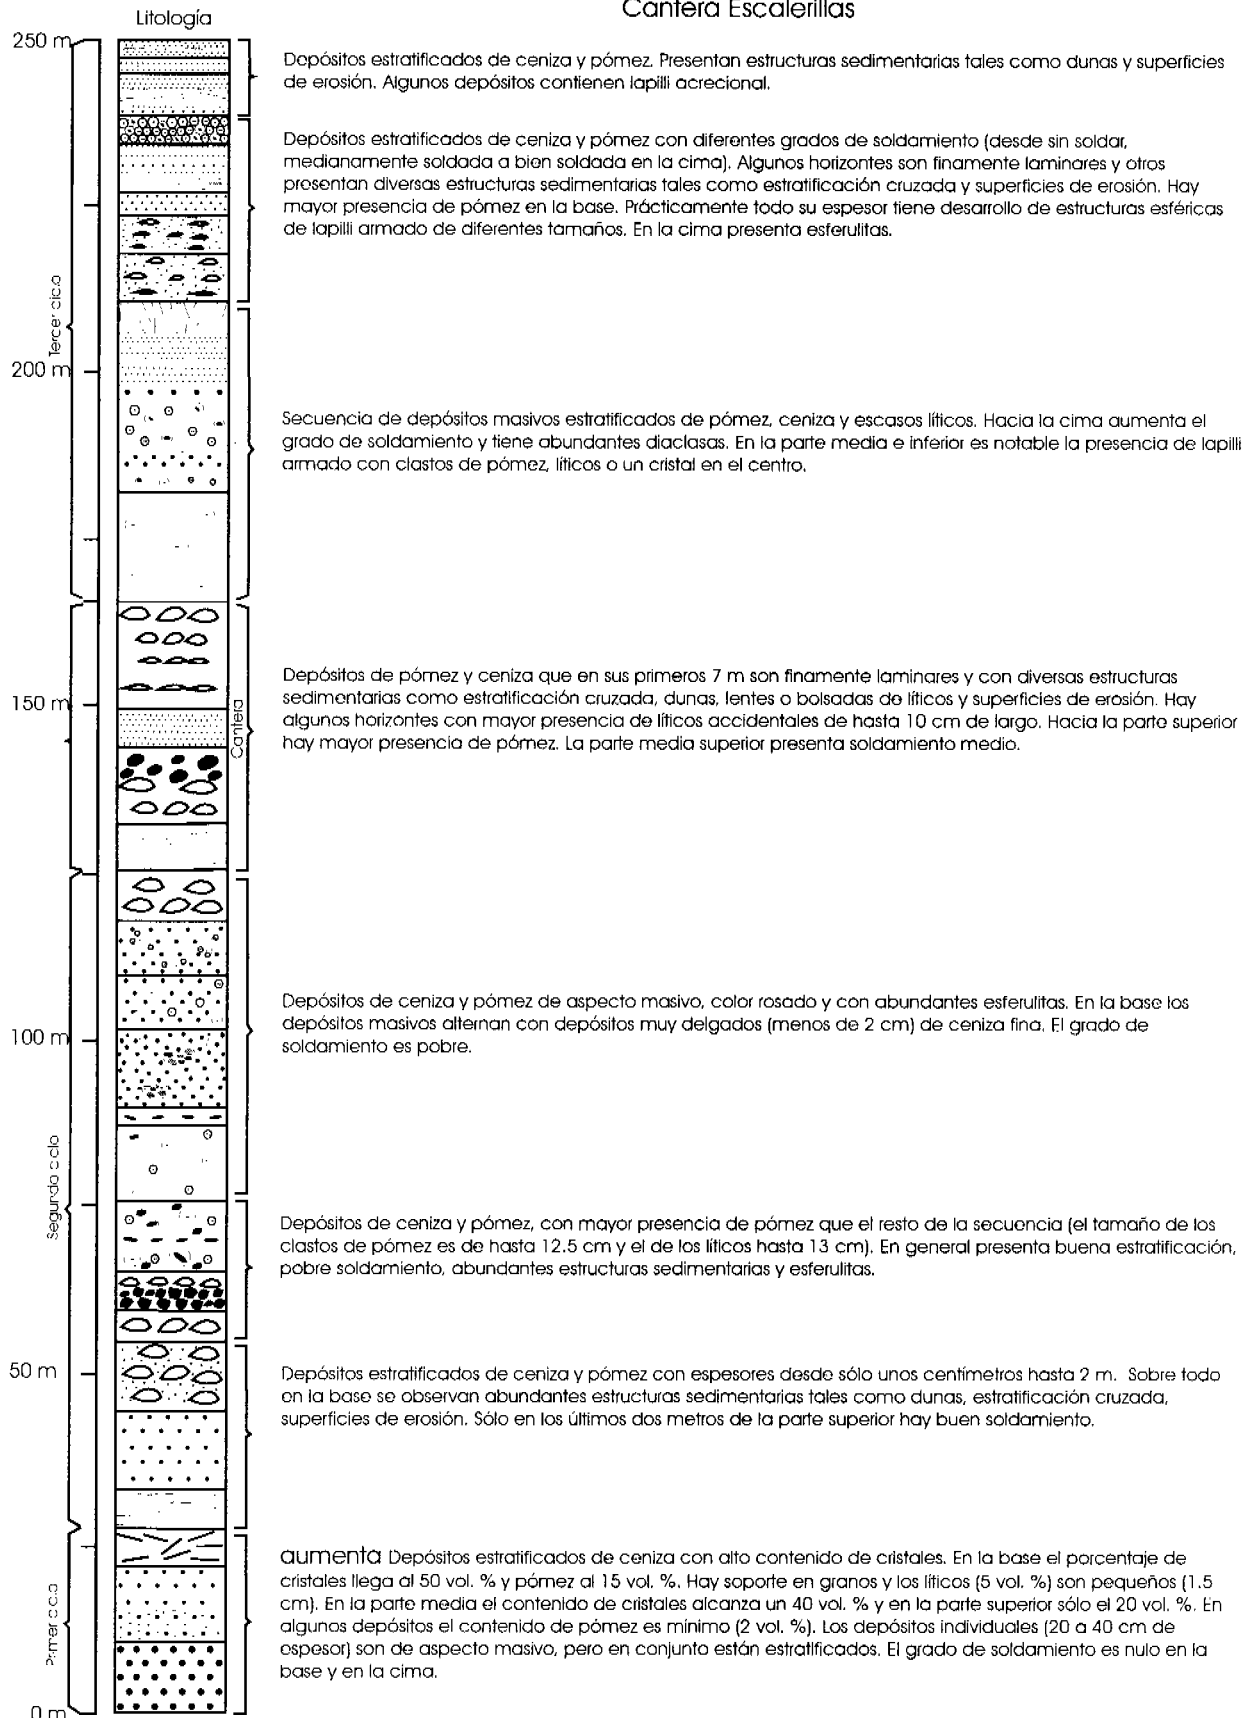 Cantera Escalerillas
Litología
250 m
Depósitos estratificados de ceniza y pómez. Presentan estructuras sedimentarias tales como dunas y superficies
de erosión. Algunos depósitos contienen lapilli acrecional.
Depósitos estratificados de ceniza y pómez con diferentes grados de soldamiento (desde sin soldar,
medianamente soldada a bien soldada en la cima). Algunos horizontes son finamente laminares y otros
presentan diversas estructuras sedimentarias tales como estratificación cruzada y superficies de erosión. Hay
mayor presencia de pómez en la base. Prácticamente todo su espesor tiene desarrollo de estructuras esféricas
de lapilli armado de diferentes tamaños. En la cima presenta esferulitas.
Tercer ciclo
200 m
Secuencia de depósitos masivos estratificados de pómez, ceniza y escasos líticos. Hacia la cima aumenta el
grado de soldamiento y tiene abundantes diaclasas. En la parte media e inferior es notable la presencia de lapilli
armado con clastos de pómez, líticos o un cristal en el centro.
Depósitos de pómez y ceniza que en sus primeros 7 m son finamente laminares y con diversas estructuras
sedimentarias como estratificación cruzada, dunas, lentes o bolsadas de líticos y superficies de erosión. Hay
algunos horizontes con mayor presencia de líticos accidentales de hasta 10 cm de largo. Hacia la parte superior
hay mayor presencia de pómez. La parte media superior presenta soldamiento medio.
150 m
Cantera
Depósitos de ceniza y pómez de aspecto masivo, color rosado y con abundantes esferulitas. En la base los
depósitos masivos alternan con depósitos muy delgados (menos de 2 cm) de ceniza fina. El grado de
soldamiento es pobre.
100 m
Segundo ciclo
Depósitos de ceniza y pómez, con mayor presencia de pómez que el resto de la secuencia (el tamaño de los
clastos de pómez es de hasta 12.5 cm y el de los líticos hasta 13 cm). En general presenta buena estratificación,
pobre soldamiento, abundantes estructuras sedimentarias y esferulitas.
50 m
Depósitos estratificados de ceniza y pómez con espesores desde sólo unos centímetros hasta 2 m. Sobre todo
en la base se observan abundantes estructuras sedimentarias tales como dunas, estratificación cruzada,
superficies de erosión. Sólo en los últimos dos metros de la parte superior hay buen soldamiento.
aumenta Depósitos estratificados de ceniza con alto contenido de cristales. En la base el porcentaje de
cristales llega al 50 vol. % y pómez al 15 vol. %. Hay soporte en granos y los líticos (5 vol. %) son pequeños (1.5
cm). En la parte media el contenido de cristales alcanza un 40 vol. % y en la parte superior sólo el 20 vol. %. En
algunos depósitos el contenido de pómez es mínimo (2 vol. %). Los depósitos individuales (20 a 40 cm de
espesor) son de aspecto masivo, pero en conjunto están estratificados. El grado de soldamiento es nulo en la
base y en la cima.
Primer ciclo
0 m